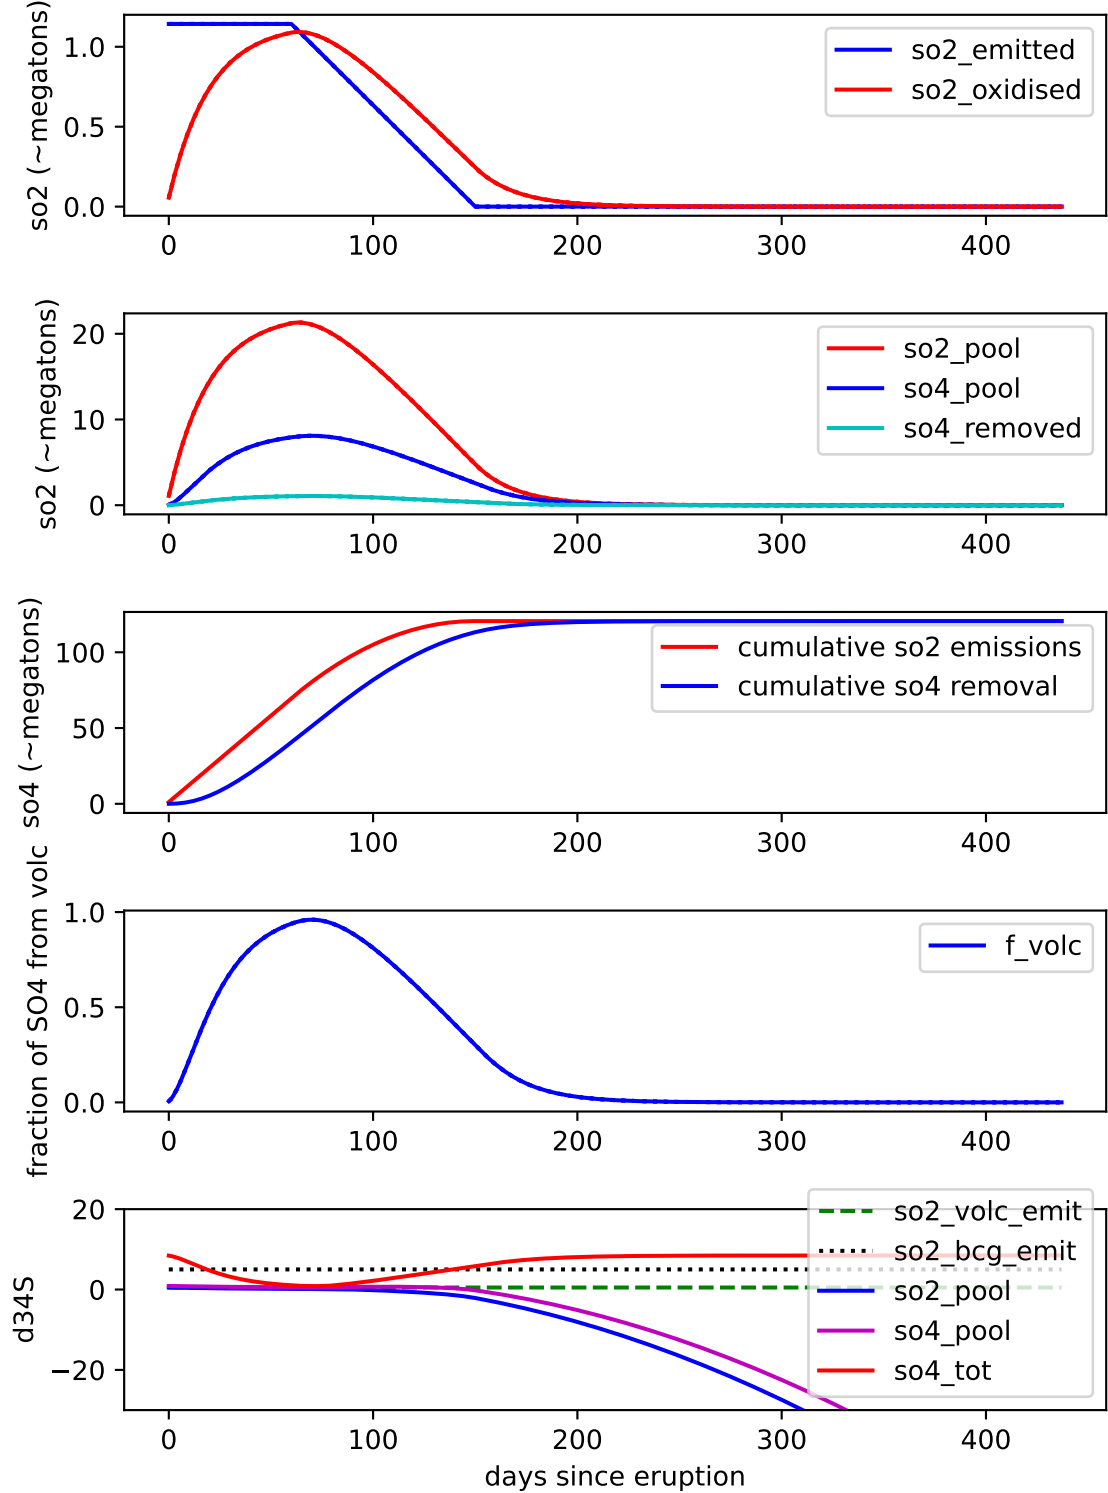 so2 (~megatons)
1.0
0.5
0.0
so2_emitted
so2_oxidised
0 100 200 300 400
so2 (~megatons)
20
10
0
so2_pool
so4_pool
so4_removed
0 100 200 300 400
so4 (~megatons)
100
50
0
cumulative so2 emissions
cumulative so4 removal
0 100 200 300 400
fraction of SO4 from volc
1.0
0.5
0.0
f_volc
0 100 200 300 400
d34S
20
0
−20
so2_volc_emit
so2_bcg_emit
so2_pool
so4_pool
so4_tot
0 100 200 300 400
days since eruption